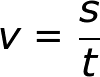 v = s/t